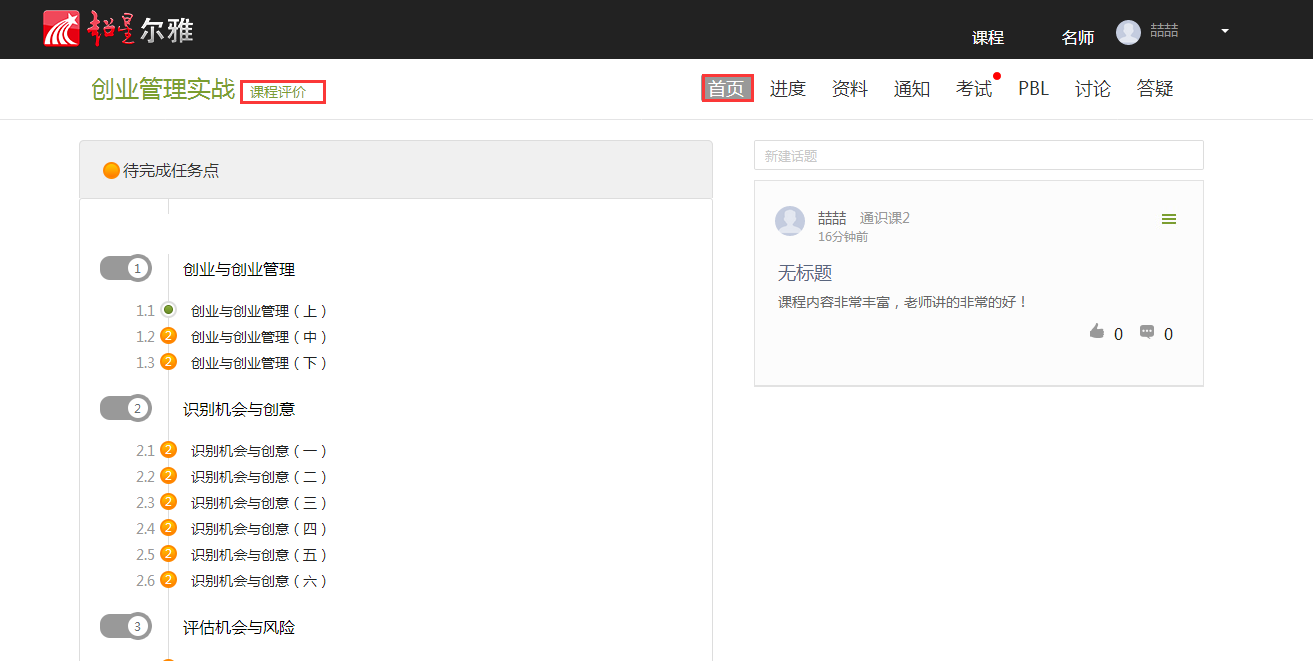 超星尔雅 课程 名师 喆喆
创业管理实战 课程评价 首页 进度 资料 通知 考试 PBL 讨论 答疑
待完成任务点
1 创业与创业管理
1.1 创业与创业管理（上）
1.2 2 创业与创业管理（中）
1.3 2 创业与创业管理（下）
2 识别机会与创意
2.1 2 识别机会与创意（一）
2.2 2 识别机会与创意（二）
2.3 2 识别机会与创意（三）
2.4 2 识别机会与创意（四）
2.5 2 识别机会与创意（五）
2.6 2 识别机会与创意（六）
3 评估机会与风险
新建话题
喆喆 通识课2
16分钟前
无标题
课程内容非常丰富，老师讲的非常的好！
0 0